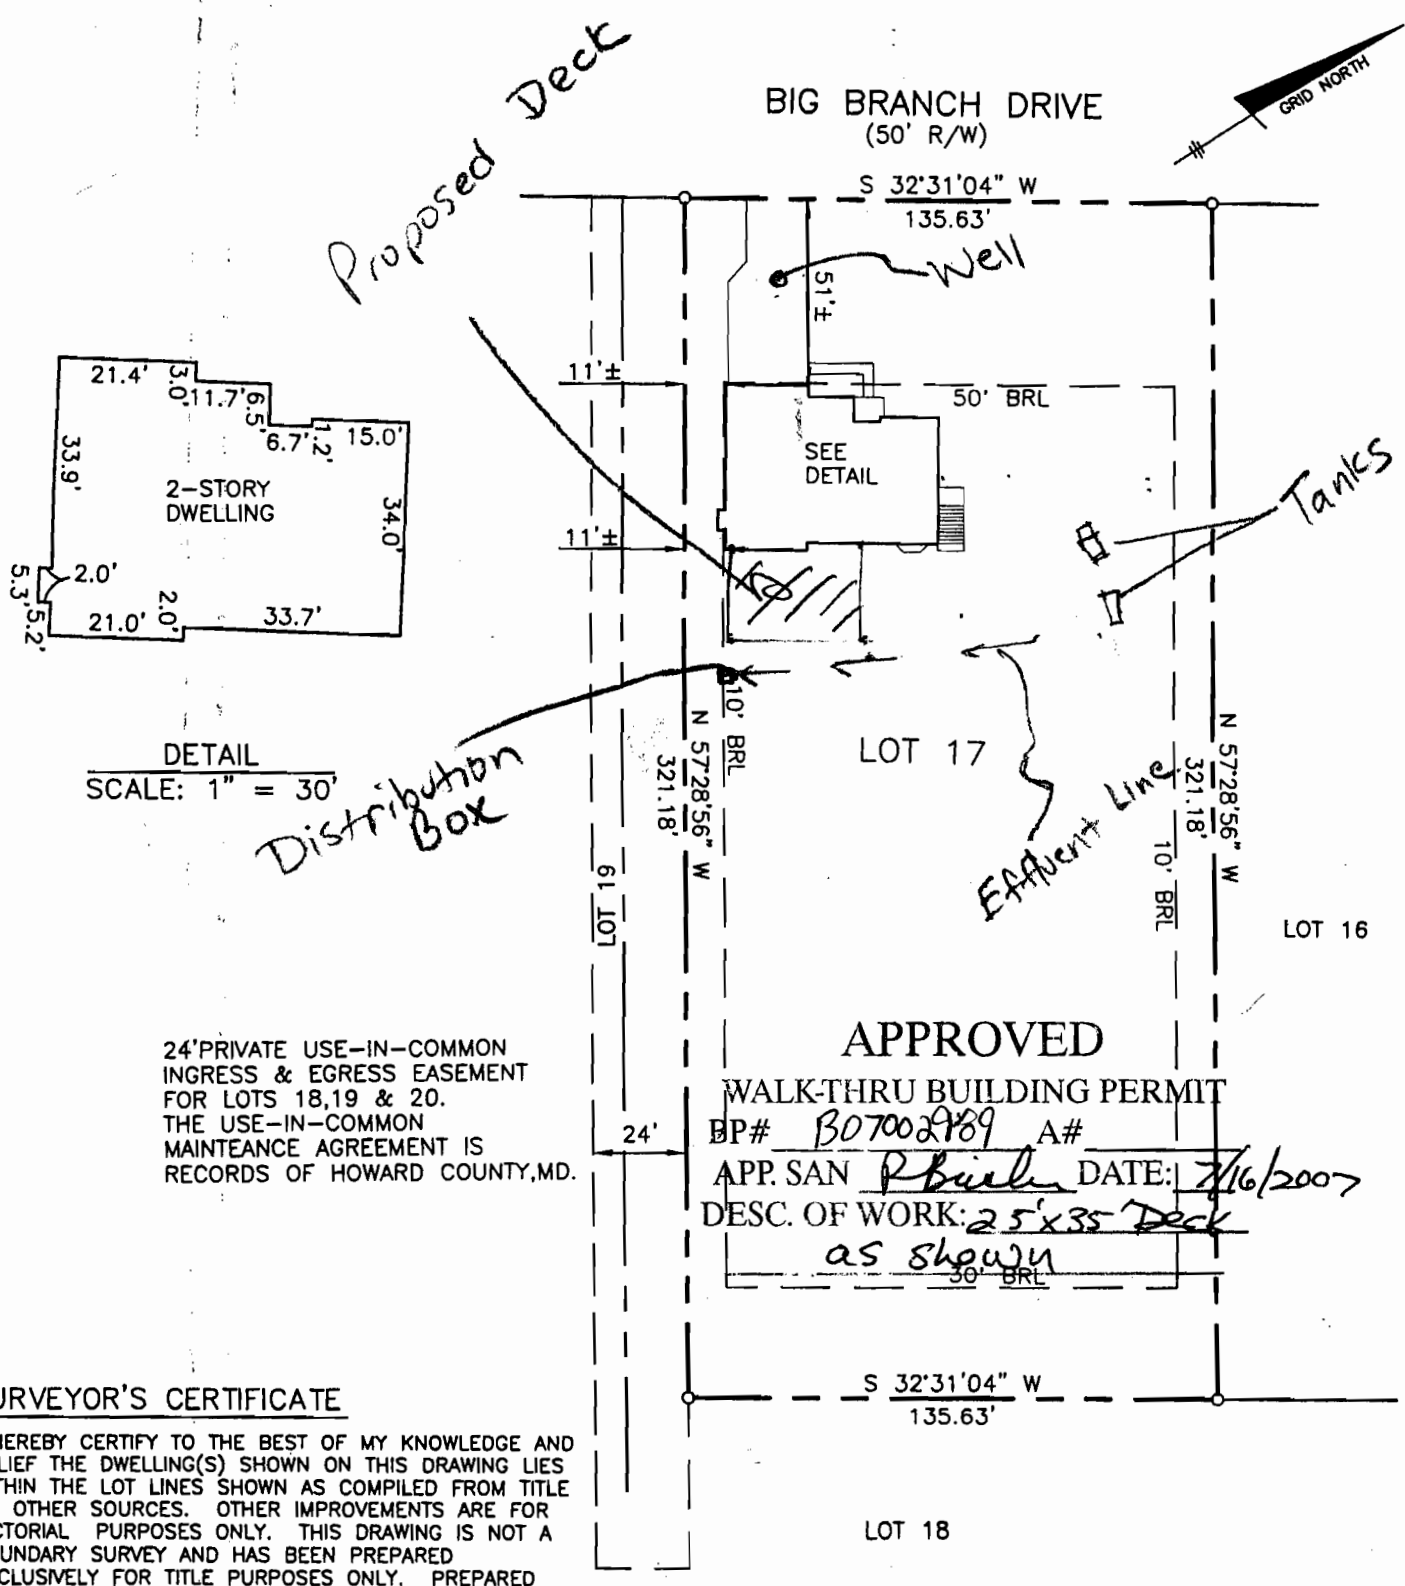 Proposed Deck
BIG BRANCH DRIVE
(50' R/W)
GRID NORTH
S 32°31'04" W
135.63'
Well
51'±
11'±
50' BRL
SEE
DETAIL
Tanks
11'±
21.4'
3.0'
11.7'
6.5'
6.7'
1.2'
15.0'
33.9'
2-STORY
DWELLING
34.0'
2.0'
5.3'
5.2'
21.0'
2.0'
33.7'
DETAIL
SCALE: 1" = 30'
Distribution
Box
10' BRL
N 57°28'56" W
321.18'
LOT 17
Effluent Line
N 57°28'56" W
321.18'
10' BRL
LOT 19
LOT 16
24'PRIVATE USE-IN-COMMON
INGRESS & EGRESS EASEMENT
FOR LOTS 18,19 & 20.
THE USE-IN-COMMON
MAINTEANCE AGREEMENT IS
RECORDS OF HOWARD COUNTY,MD.
24'
APPROVED
WALK-THRU BUILDING PERMIT
BP# B07002989 A#
APP. SAN DATE: 7/16/2007
DESC. OF WORK: 25'x35' Deck
as shown
30' BRL
S 32°31'04" W
135.63'
LOT 18
URVEYOR'S CERTIFICATE
HEREBY CERTIFY TO THE BEST OF MY KNOWLEDGE AND
LIEF THE DWELLING(S) SHOWN ON THIS DRAWING LIES
THIN THE LOT LINES SHOWN AS COMPILED FROM TITLE
OTHER SOURCES. OTHER IMPROVEMENTS ARE FOR
CTORIAL PURPOSES ONLY. THIS DRAWING IS NOT A
UNDARY SURVEY AND HAS BEEN PREPARED
CLUSIVELY FOR TITLE PURPOSES ONLY. PREPARED